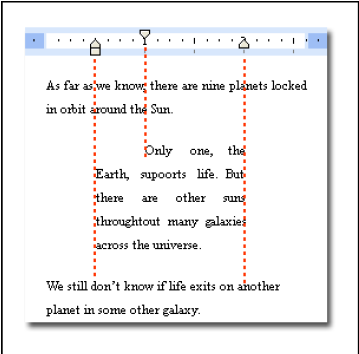 As far as we know, there are nine planets locked
in orbit around the Sun.
Only one, the
Earth, supoorts life. But
there are other suns
throughtout many galaxies
across the universe.
We still don't know if life exits on another
planet in some other galaxy.